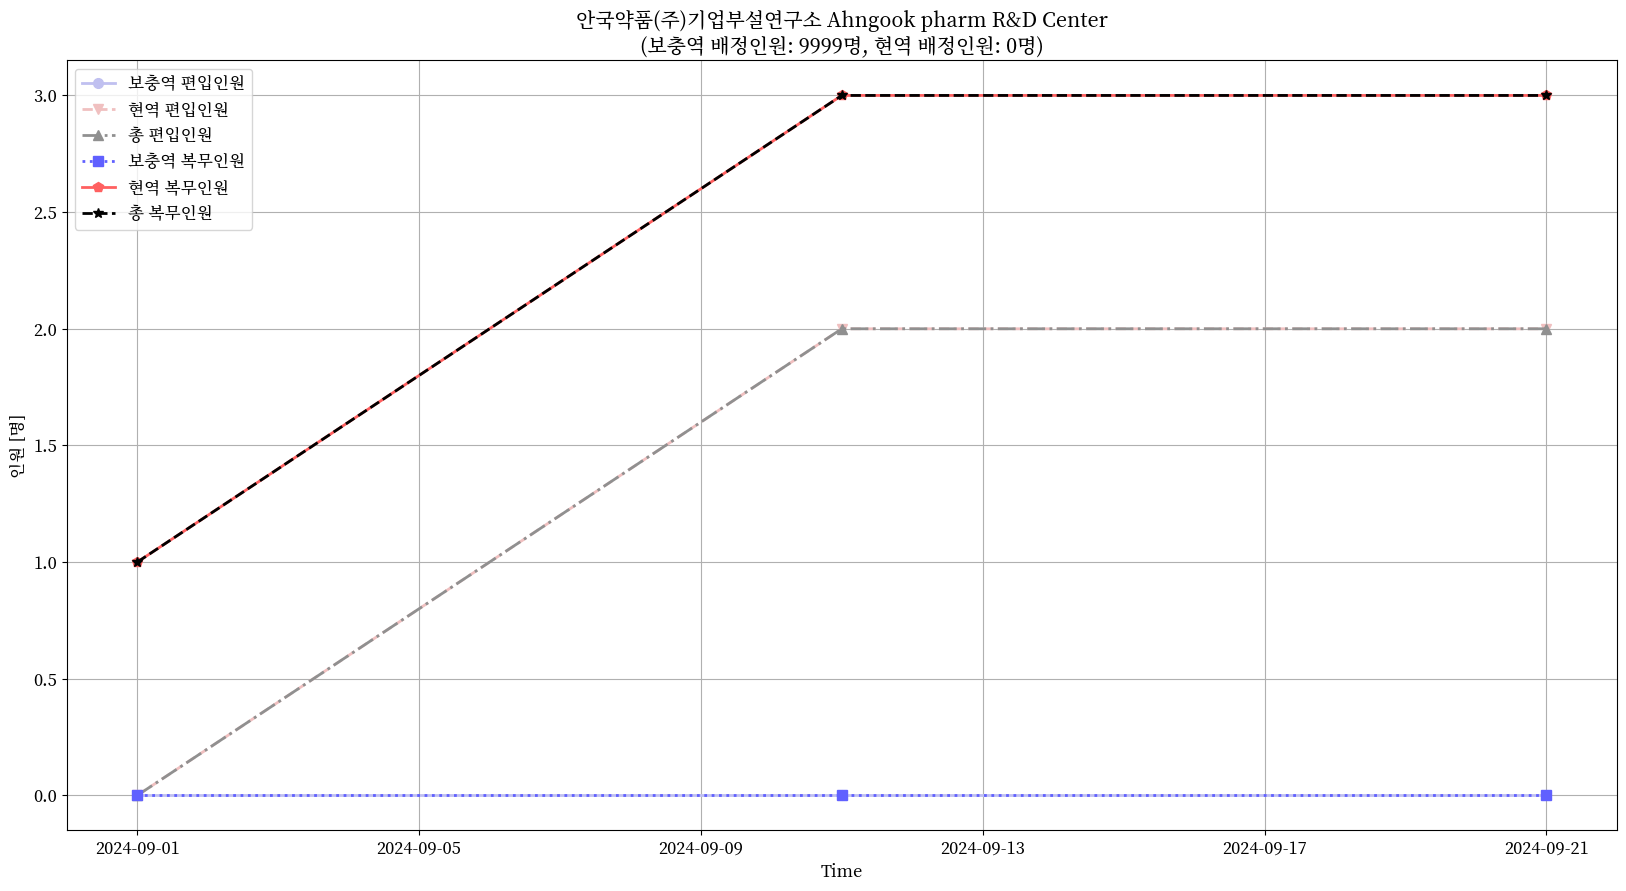 안국약품(주)기업부설연구소 Ahngook pharm R&D Center
(보충역 배정인원: 9999명, 현역 배정인원: 0명)
보충역 편입인원
현역 편입인원
총 편입인원
보충역 복무인원
현역 복무인원
총 복무인원
3.0
2.5
2.0
1.5
1.0
0.5
0.0
인원 [명]
2024-09-01
2024-09-05
2024-09-09
2024-09-13
2024-09-17
2024-09-21
Time